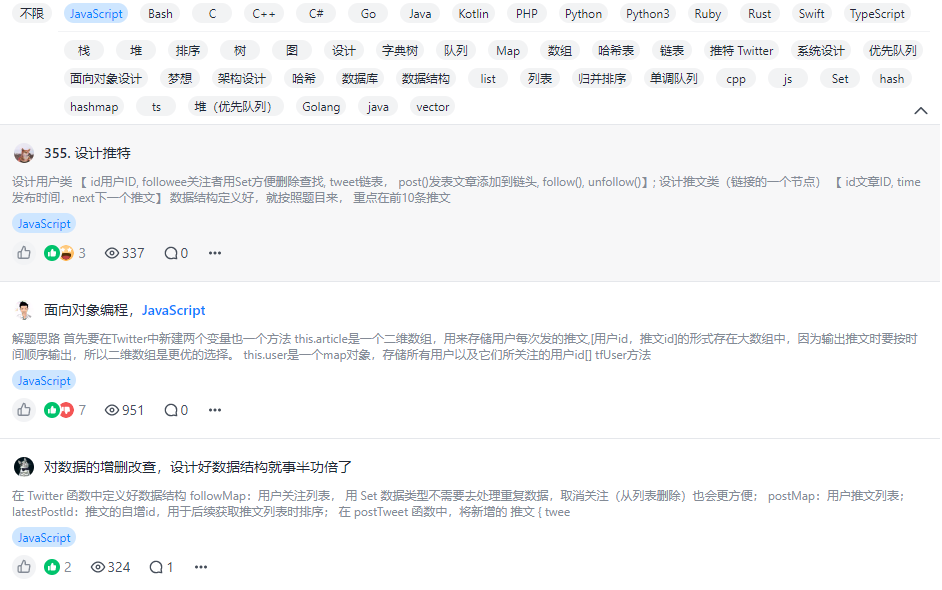 不限 JavaScript Bash C C++ C# Go Java Kotlin PHP Python Python3 Ruby Rust Swift TypeScript
栈 堆 排序 树 图 设计 字典树 队列 Map 数组 哈希表 链表 推特 Twitter 系统设计 优先队列
面向对象设计 梦想 架构设计 哈希 数据库 数据结构 list 列表 归并排序 单调队列 cpp js Set hash
hashmap ts 堆（优先队列） Golang java vector
355. 设计推特
设计用户类 【 id用户ID, followee关注者用Set方便删除查找, tweet链表， post()发表文章添加到链头, follow(), unfollow()】; 设计推文类（链接的一个节点） 【 id文章ID, time
发布时间，next下一个推文】 数据结构定义好，就按照题目来， 重点在前10条推文
JavaScript
3 337 0 ···
面向对象编程，JavaScript
解题思路 首先要在Twitter中新建两个变量也一个方法 this.article是一个二维数组，用来存储用户每次发的推文,[用户id，推文id]的形式存在大数组中，因为输出推文时要按时
间顺序输出，所以二维数组是更优的选择。 this.user是一个map对象，存储所有用户以及它们所关注的用户id[] tfUser方法
JavaScript
7 951 0 ···
对数据的增删改查，设计好数据结构就事半功倍了
在 Twitter 函数中定义好数据结构 followMap：用户关注列表， 用 Set 数据类型不需要去处理重复数据，取消关注（从列表删除）也会更方便； postMap：用户推文列表；
latestPostId：推文的自增id，用于后续获取推文列表时排序； 在 postTweet 函数中，将新增的 推文 { twee
JavaScript
2 324 1 ···